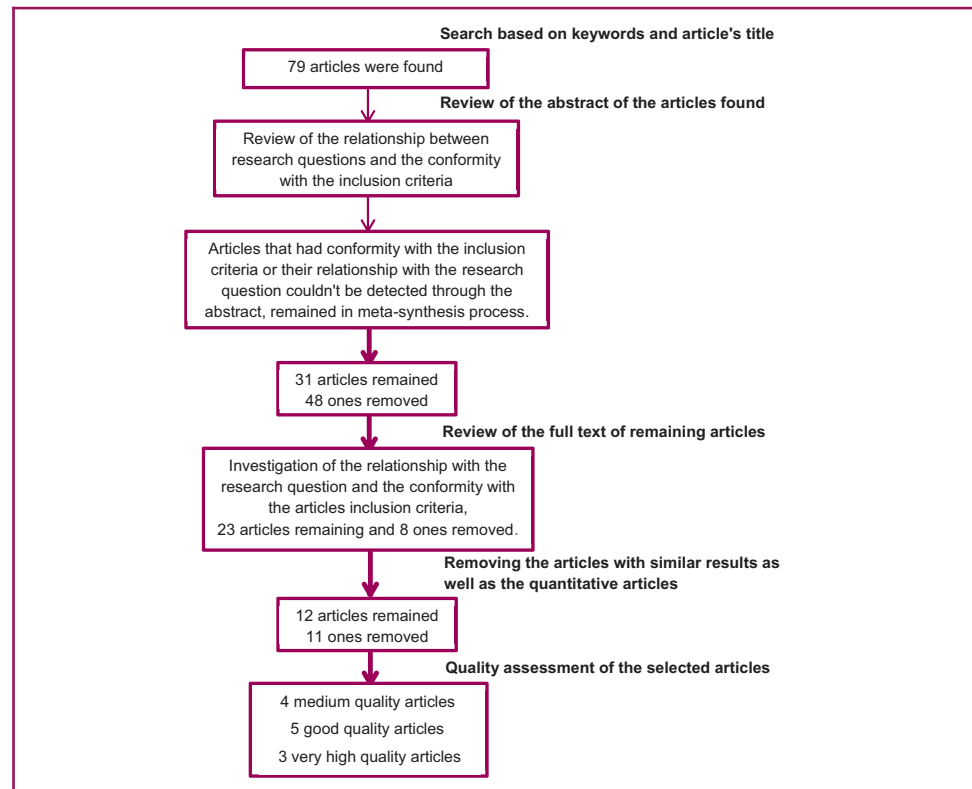 Search based on keywords and article's title
79 articles were found
Review of the abstract of the articles found
Review of the relationship between
research questions and the conformity
with the inclusion criteria
Articles that had conformity with the inclusion
criteria or their relationship with the research
question couldn't be detected through the
abstract, remained in meta-synthesis process.
31 articles remained
48 ones removed
Review of the full text of remaining articles
Investigation of the relationship with the
research question and the conformity with
the articles inclusion criteria,
23 articles remaining and 8 ones removed.
Removing the articles with similar results as
well as the quantitative articles
12 articles remained
11 ones removed
Quality assessment of the selected articles
4 medium quality articles
5 good quality articles
3 very high quality articles